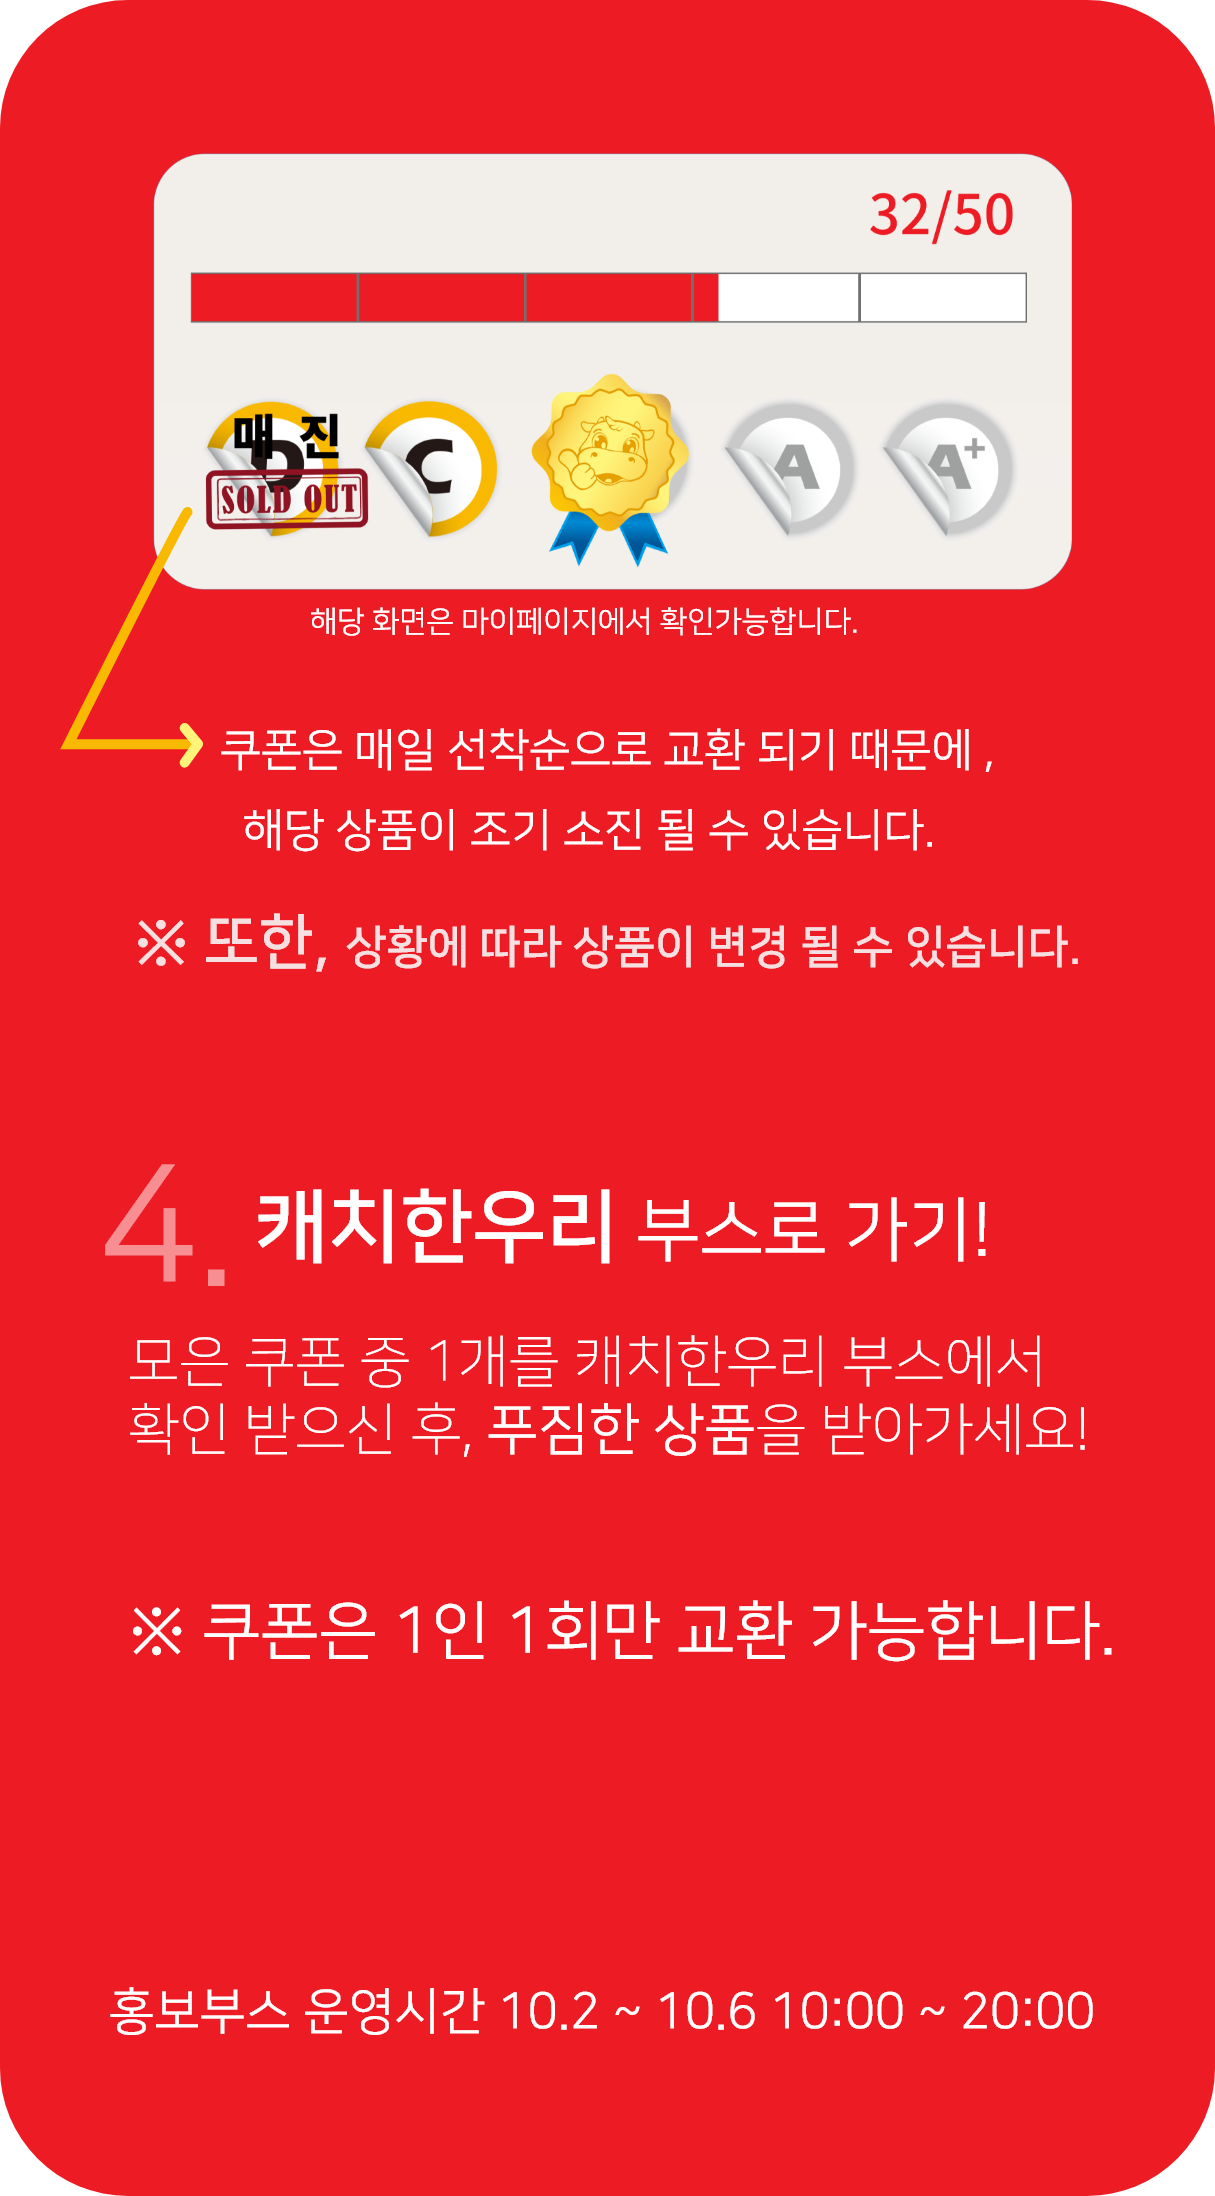 32/50
매 진
D
SOLD OUT
C
A
A+
해당 화면은 마이페이지에서 확인가능합니다.
쿠폰은 매일 선착순으로 교환 되기 때문에 ,
해당 상품이 조기 소진 될 수 있습니다.
※ 또한, 상황에 따라 상품이 변경 될 수 있습니다.
4. 캐치한우리 부스로 가기!
모은 쿠폰 중 1개를 캐치한우리 부스에서
확인 받으신 후, 푸짐한 상품을 받아가세요!
※ 쿠폰은 1인 1회만 교환 가능합니다.
홍보부스 운영시간 10.2 ~ 10.6 10:00 ~ 20:00